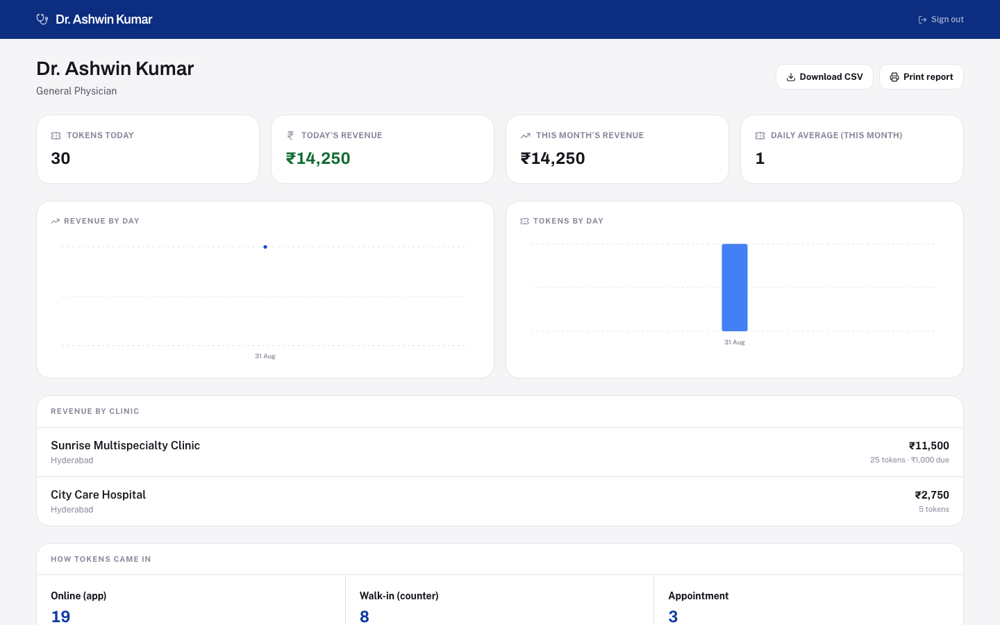 Dr. Ashwin Kumar
Sign out
Dr. Ashwin Kumar
General Physician
Download CSV
Print report
TOKENS TODAY
30
TODAY'S REVENUE
₹14,250
THIS MONTH'S REVENUE
₹14,250
DAILY AVERAGE (THIS MONTH)
1
REVENUE BY DAY
31 Aug
TOKENS BY DAY
31 Aug
REVENUE BY CLINIC
Sunrise Multispecialty Clinic
₹11,500
Hyderabad
25 tokens · ₹1,000 due
City Care Hospital
₹2,750
Hyderabad
5 tokens
HOW TOKENS CAME IN
Online (app)
19
Walk-in (counter)
8
Appointment
3